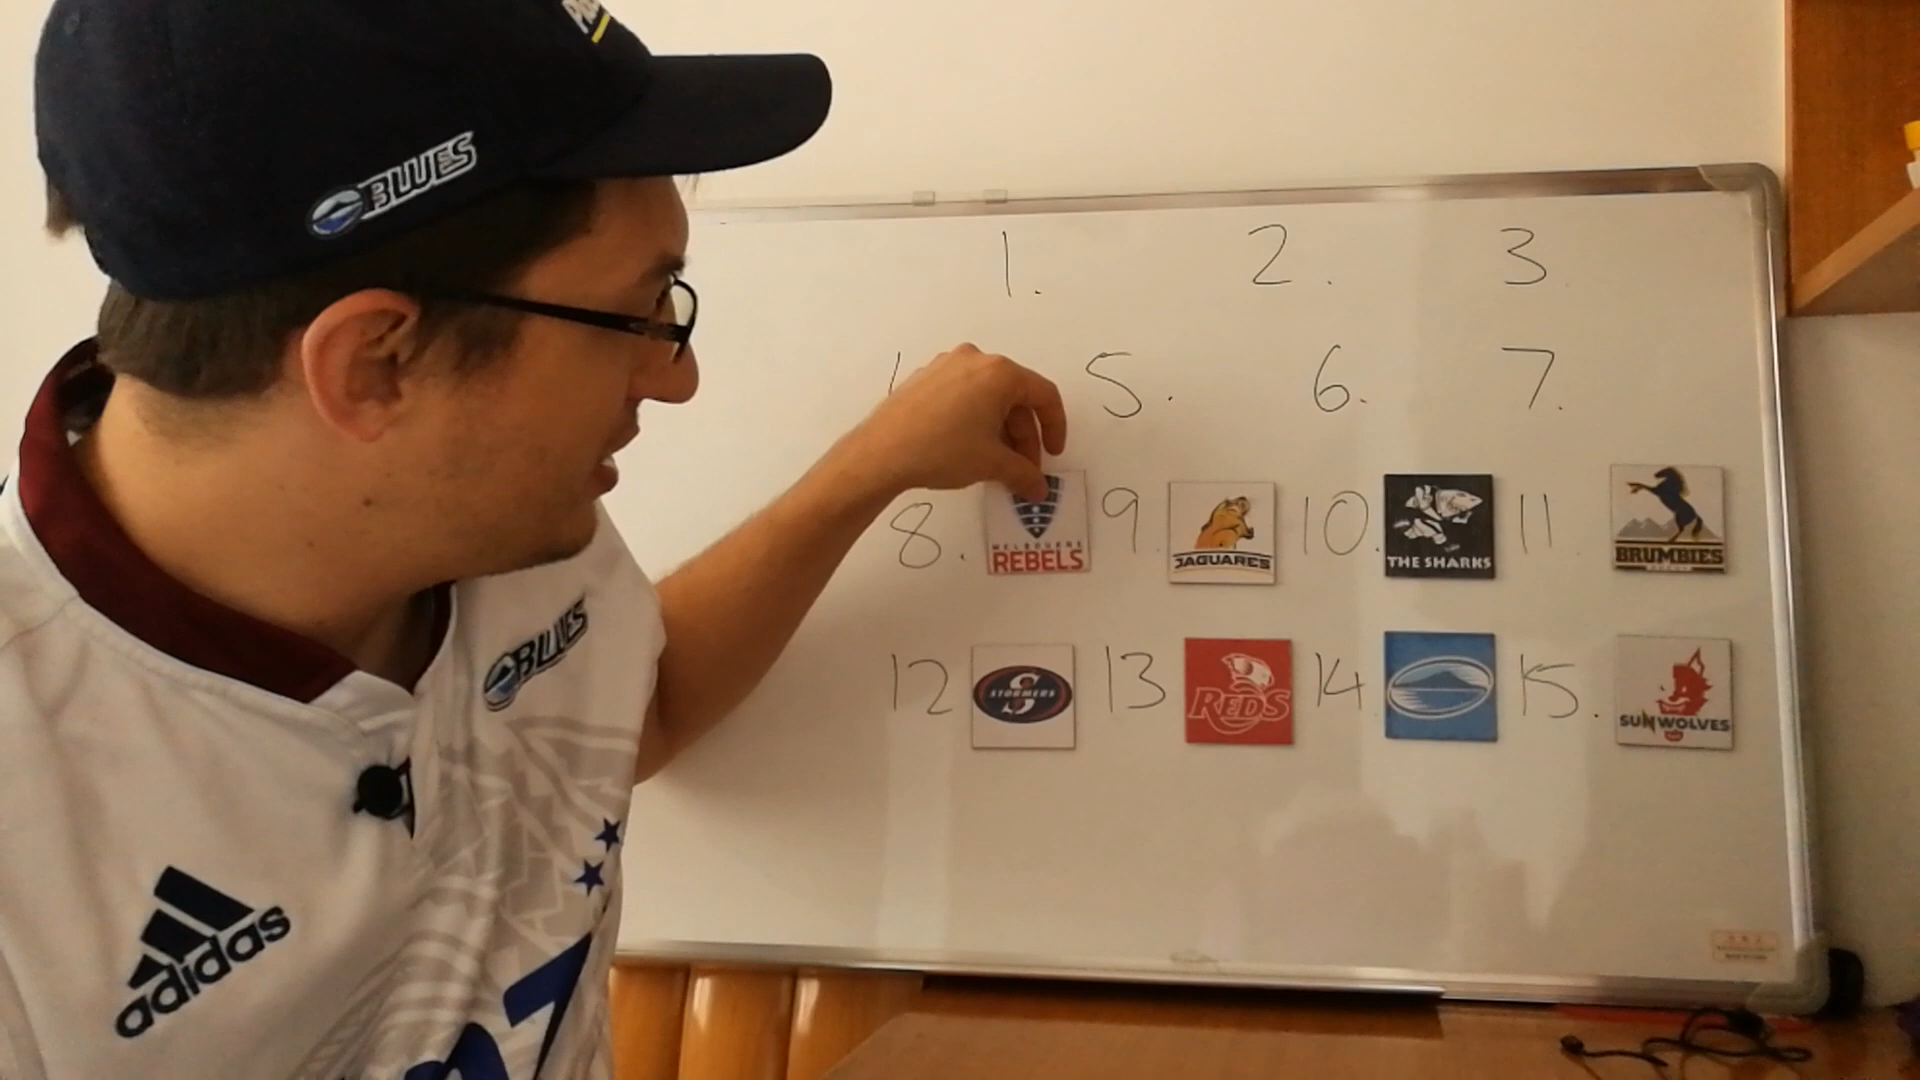 BLUES
1. 2. 3.
5. 6. 7.
8. MELBOURNE REBELS 9. JAGUARES 10. THE SHARKS 11. BRUMBIES
12 STORMERS 13 REDS 14. 15. SUNWOLVES
BLUES
adidas